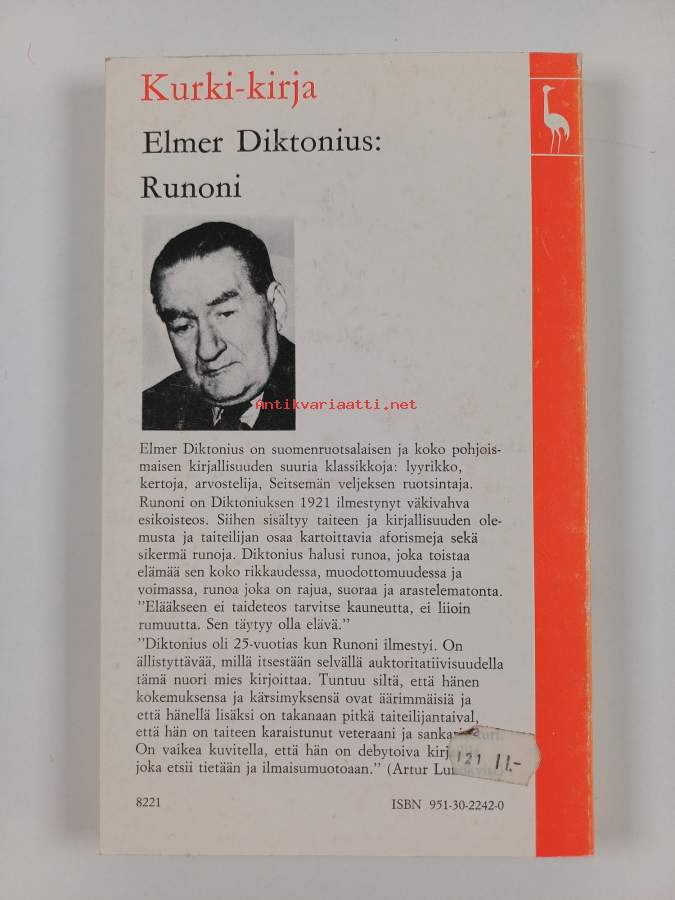 Kurki-kirja
Elmer Diktonius:
Runoni
Antikvariaatti.net
Elmer Diktonius on suomenruotsalaisen ja koko pohjois-
maisen kirjallisuuden suuria klassikkoja: lyyrikko,
kertoja, arvostelija, Seitsemän veljeksen ruotsintaja.
Runoni on Diktoniuksen 1921 ilmestynyt väkivahva
esikoisteos. Siihen sisältyy taiteen ja kirjallisuuden ole-
musta ja taiteilijan osaa kartoittavia aforismeja sekä
sikermä runoja. Diktonius halusi runoa, joka toistaa
elämää sen koko rikkaudessa, muodottomuudessa ja
voimassa, runoa joka on rajua, suoraa ja arastelematonta.
”Elääkseen ei taideteos tarvitse kauneutta, ei liioin
rumuutta. Sen täytyy olla elävä.”
”Diktonius oli 25-vuotias kun Runoni ilmestyi. On
ällistyttävää, millä itsestään selvällä auktoritatiivisuudella
tämä nuori mies kirjoittaa. Tuntuu siltä, että hänen
kokemuksensa ja kärsimyksensä ovat äärimmäisiä ja
että hänellä lisäksi on takanaan pitkä taiteilijantaival,
että hän on taiteen karaistunut veteraani ja
On vaikea kuvitella, että hän on debytoiva
joka etsii tietään ja ilmaisumuotoaan.” (Artur
121 11.-
8221 ISBN 951-30-2242-0